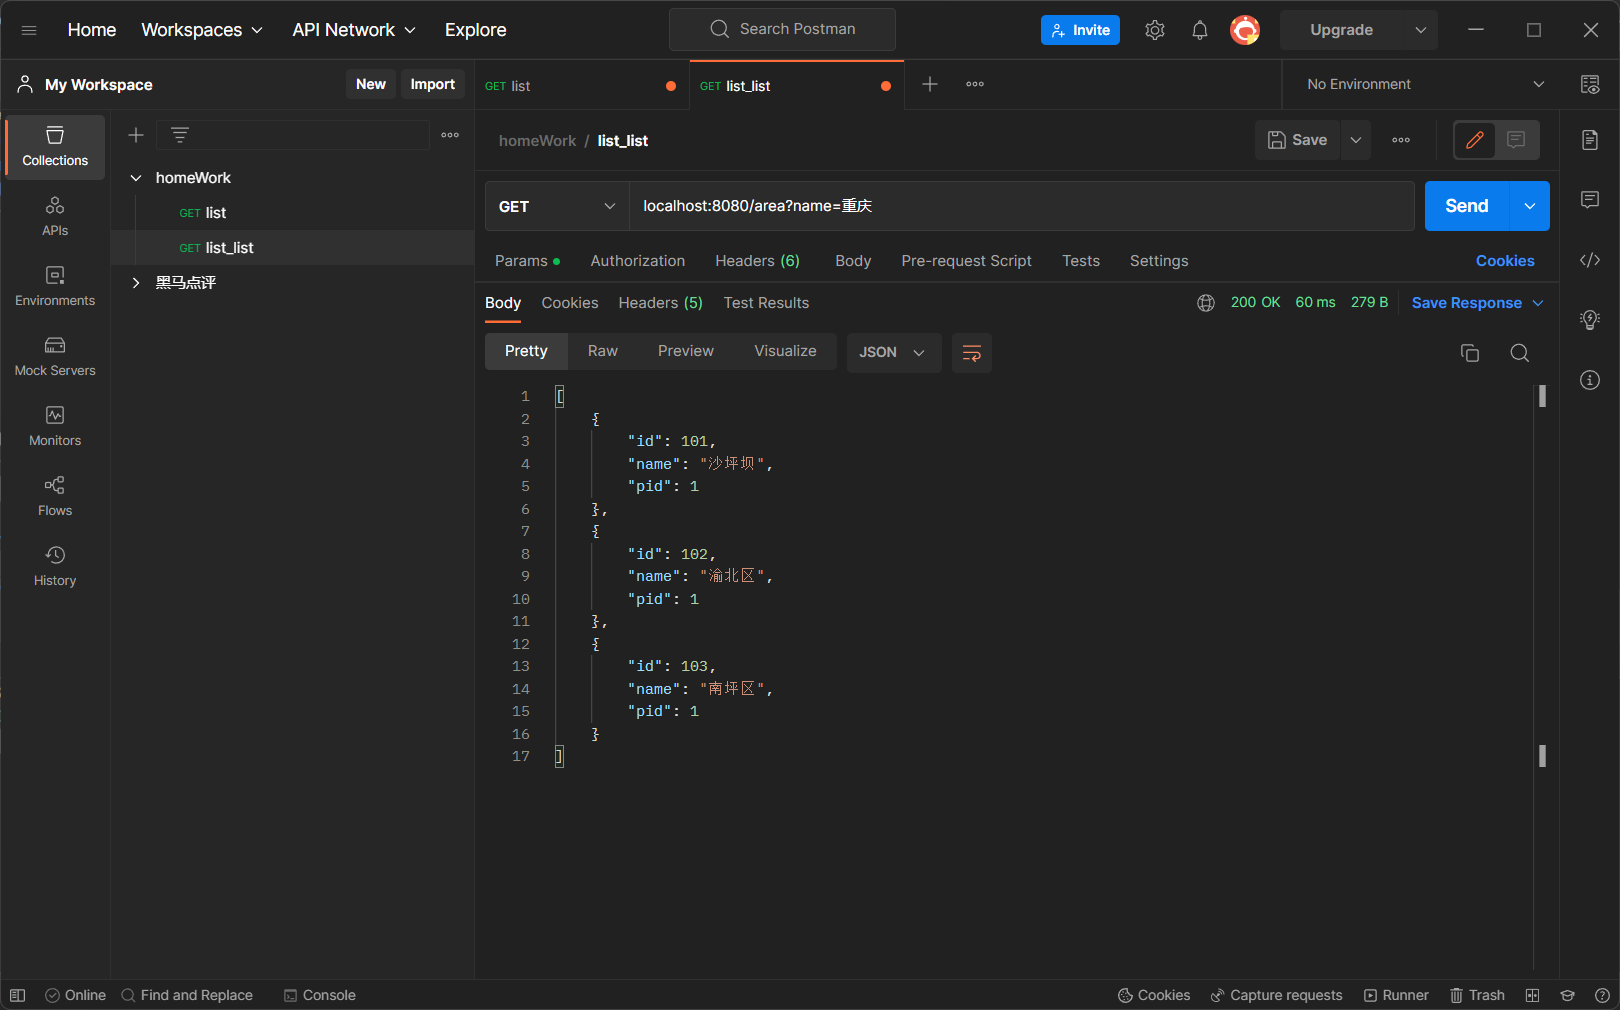 Home Workspaces API Network Explore Search Postman Invite Upgrade
My Workspace New Import GET list GET list_list No Environment
Collections
APIs
Environments
Mock Servers
Monitors
Flows
History
homeWork
GET list
GET list_list
黑马点评
homeWork / list_list Save
GET localhost:8080/area?name=重庆 Send
Params Authorization Headers (6) Body Pre-request Script Tests Settings Cookies
Body Cookies Headers (5) Test Results 200 OK 60 ms 279 B Save Response
Pretty Raw Preview Visualize JSON
1 [
2 {
3 "id": 101,
4 "name": "沙坪坝",
5 "pid": 1
6 },
7 {
8 "id": 102,
9 "name": "渝北区",
10 "pid": 1
11 },
12 {
13 "id": 103,
14 "name": "南坪区",
15 "pid": 1
16 }
17 ]
Online Find and Replace Console Cookies Capture requests Runner Trash